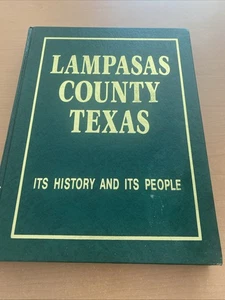 LAMPASAS
COUNTY
TEXAS
ITS HISTORY AND ITS PEOPLE